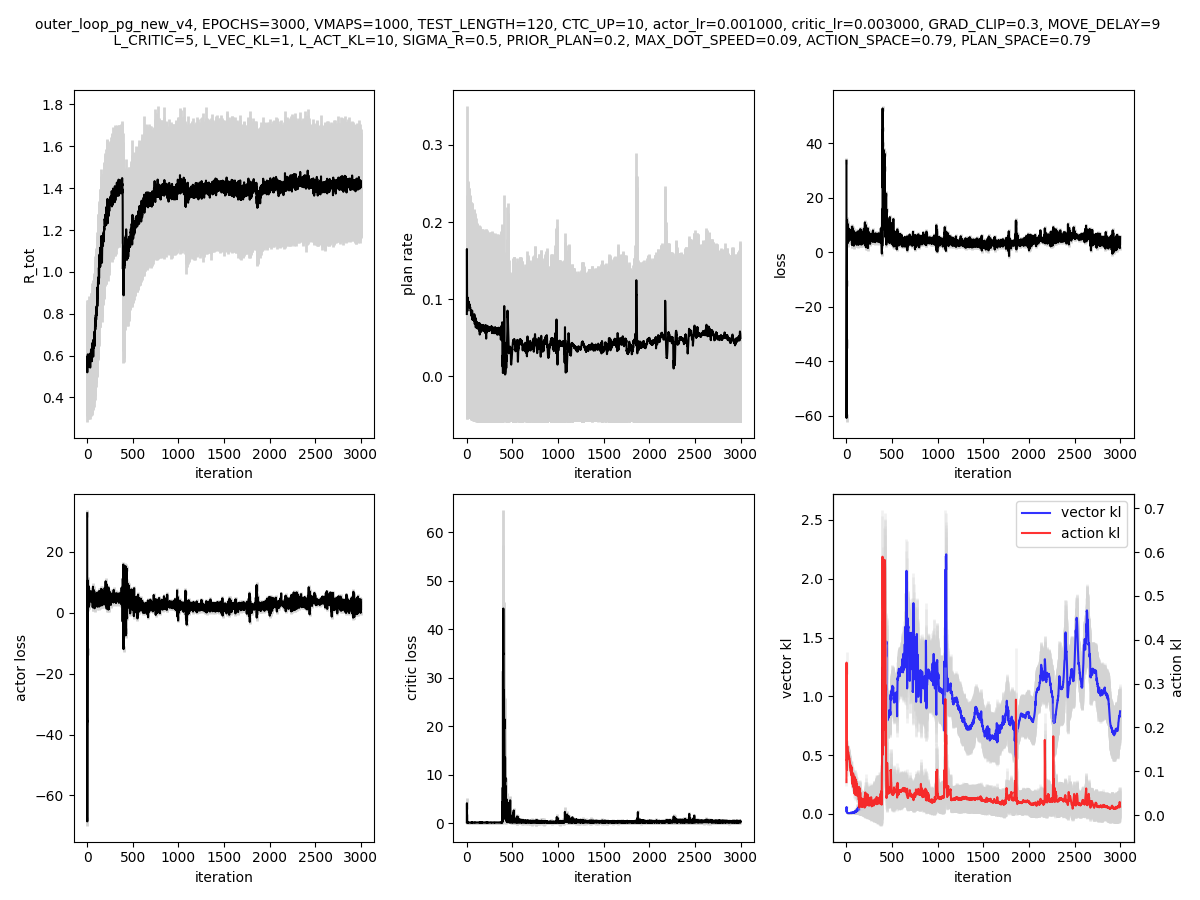 outer_loop_pg_new_v4, EPOCHS=3000, VMAPS=1000, TEST_LENGTH=120, CTC_UP=10, actor_lr=0.001000, critic_lr=0.003000, GRAD_CLIP=0.3, MOVE_DELAY=9
L_CRITIC=5, L_VEC_KL=1, L_ACT_KL=10, SIGMA_R=0.5, PRIOR_PLAN=0.2, MAX_DOT_SPEED=0.09, ACTION_SPACE=0.79, PLAN_SPACE=0.79
R_tot
1.8
1.6
1.4
1.2
1.0
0.8
0.6
0.4
0 500 1000 1500 2000 2500 3000
iteration
plan rate
0.3
0.2
0.1
0.0
0 500 1000 1500 2000 2500 3000
iteration
loss
40
20
0
−20
−40
−60
0 500 1000 1500 2000 2500 3000
iteration
actor loss
20
0
−20
−40
−60
0 500 1000 1500 2000 2500 3000
iteration
critic loss
60
50
40
30
20
10
0
0 500 1000 1500 2000 2500 3000
iteration
vector kl
2.5
2.0
1.5
1.0
0.5
0.0
vector kl
action kl
0.7
0.6
0.5
0.4
0.3
0.2
0.1
0.0
action kl
0 500 1000 1500 2000 2500 3000
iteration